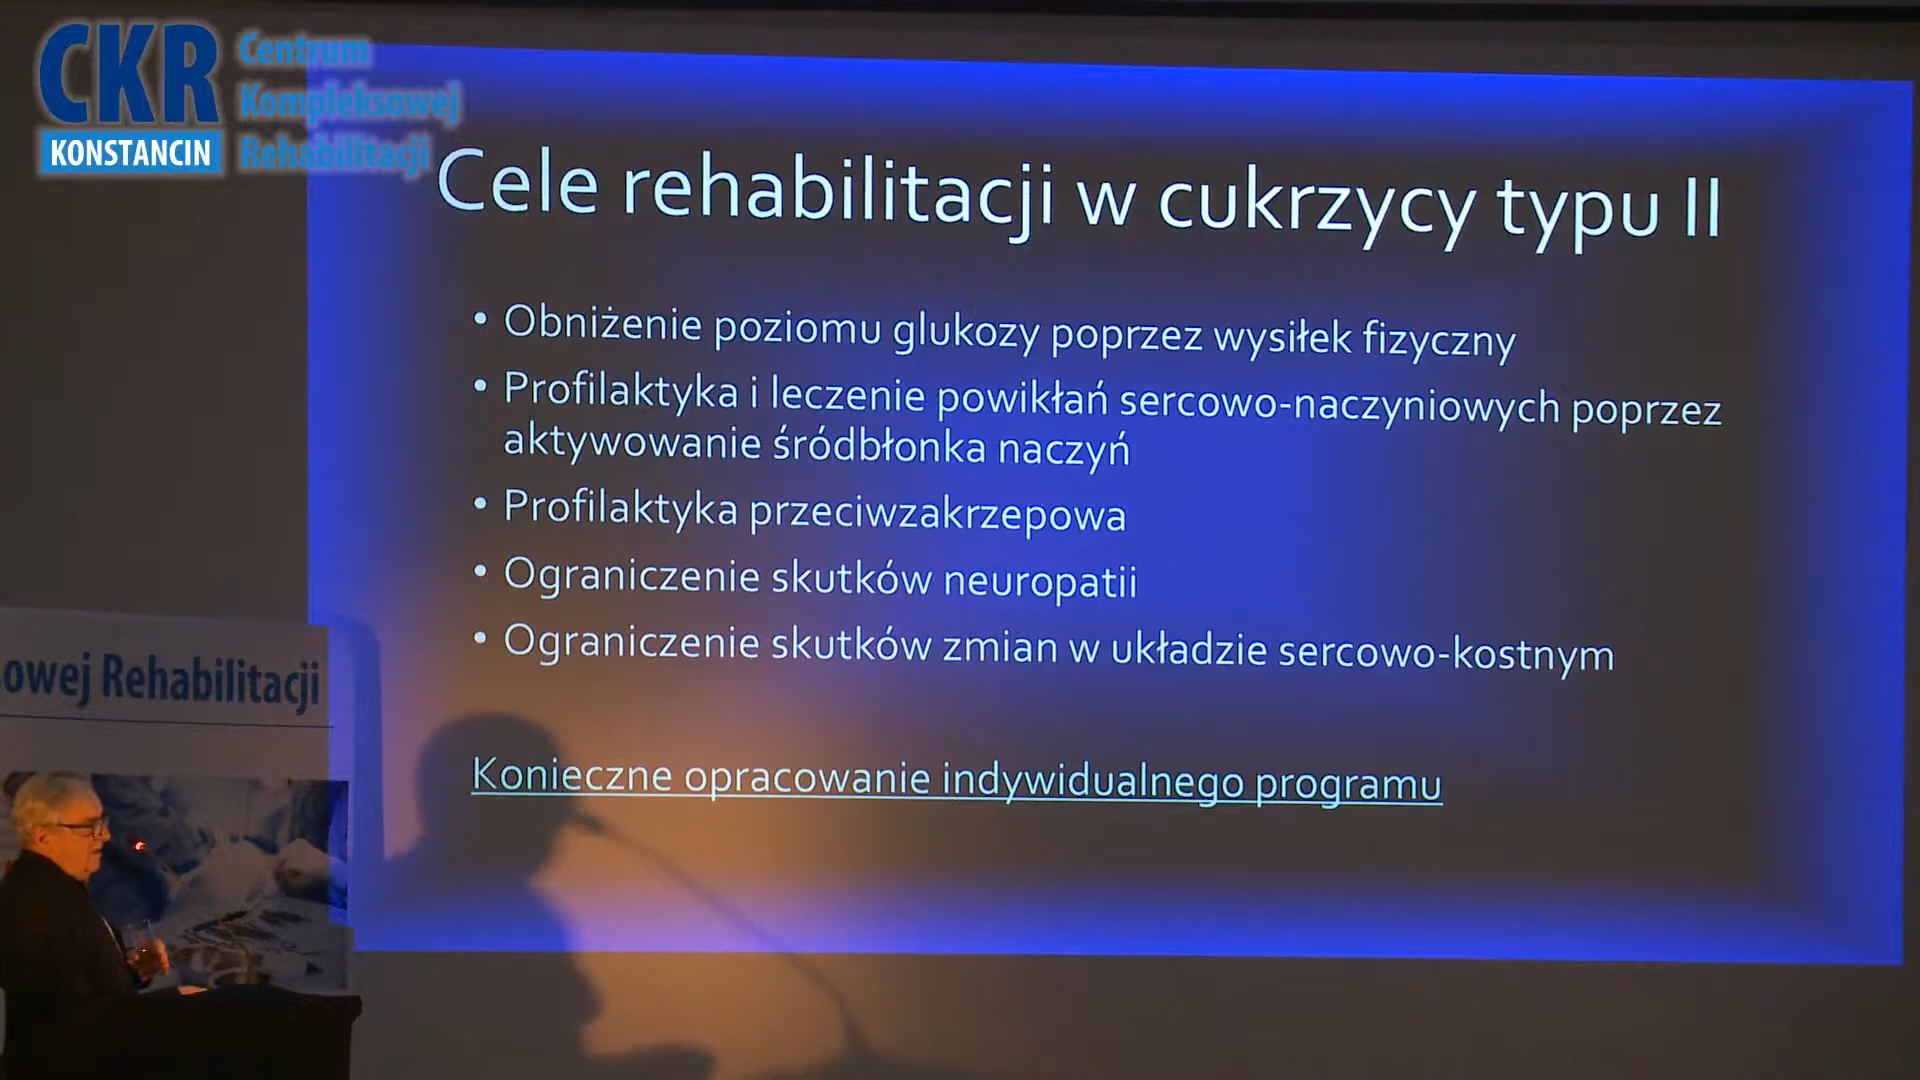 CKR
KONSTANCIN
Centrum
Kompleksowej
Rehabilitacji
Cele rehabilitacji w cukrzycy typu II
• Obniżenie poziomu glukozy poprzez wysiłek fizyczny
• Profilaktyka i leczenie powikłań sercowo-naczyniowych poprzez
aktywowanie śródbłonka naczyń
• Profilaktyka przeciwzakrzepowa
• Ograniczenie skutków neuropatii
• Ograniczenie skutków zmian w układzie sercowo-kostnym
Konieczne opracowanie indywidualnego programu
owej Rehabilitacji